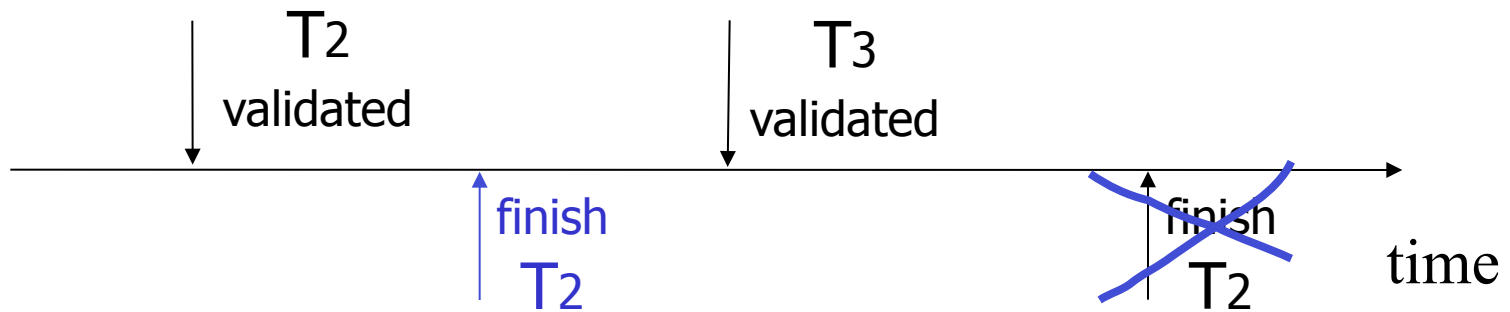 T2
validated
T3
validated
finish
T2
finish
T2
time